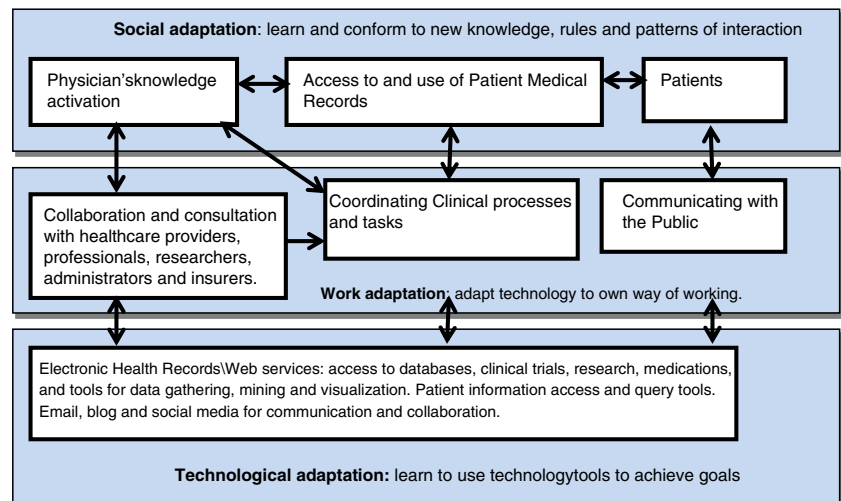 Social adaptation: learn and conform to new knowledge, rules and patterns of interaction
Physician'sknowledge
activation
Access to and use of Patient Medical
Records
Patients
Collaboration and consultation
with healthcare providers,
professionals, researchers,
administrators and insurers.
Coordinating Clinical processes
and tasks
Communicating with
the Public
Work adaptation: adapt technology to own way of working.
Electronic Health Records\Web services: access to databases, clinical trials, research, medications,
and tools for data gathering, mining and visualization. Patient information access and query tools.
Email, blog and social media for communication and collaboration.
Technological adaptation: learn to use technologytools to achieve goals